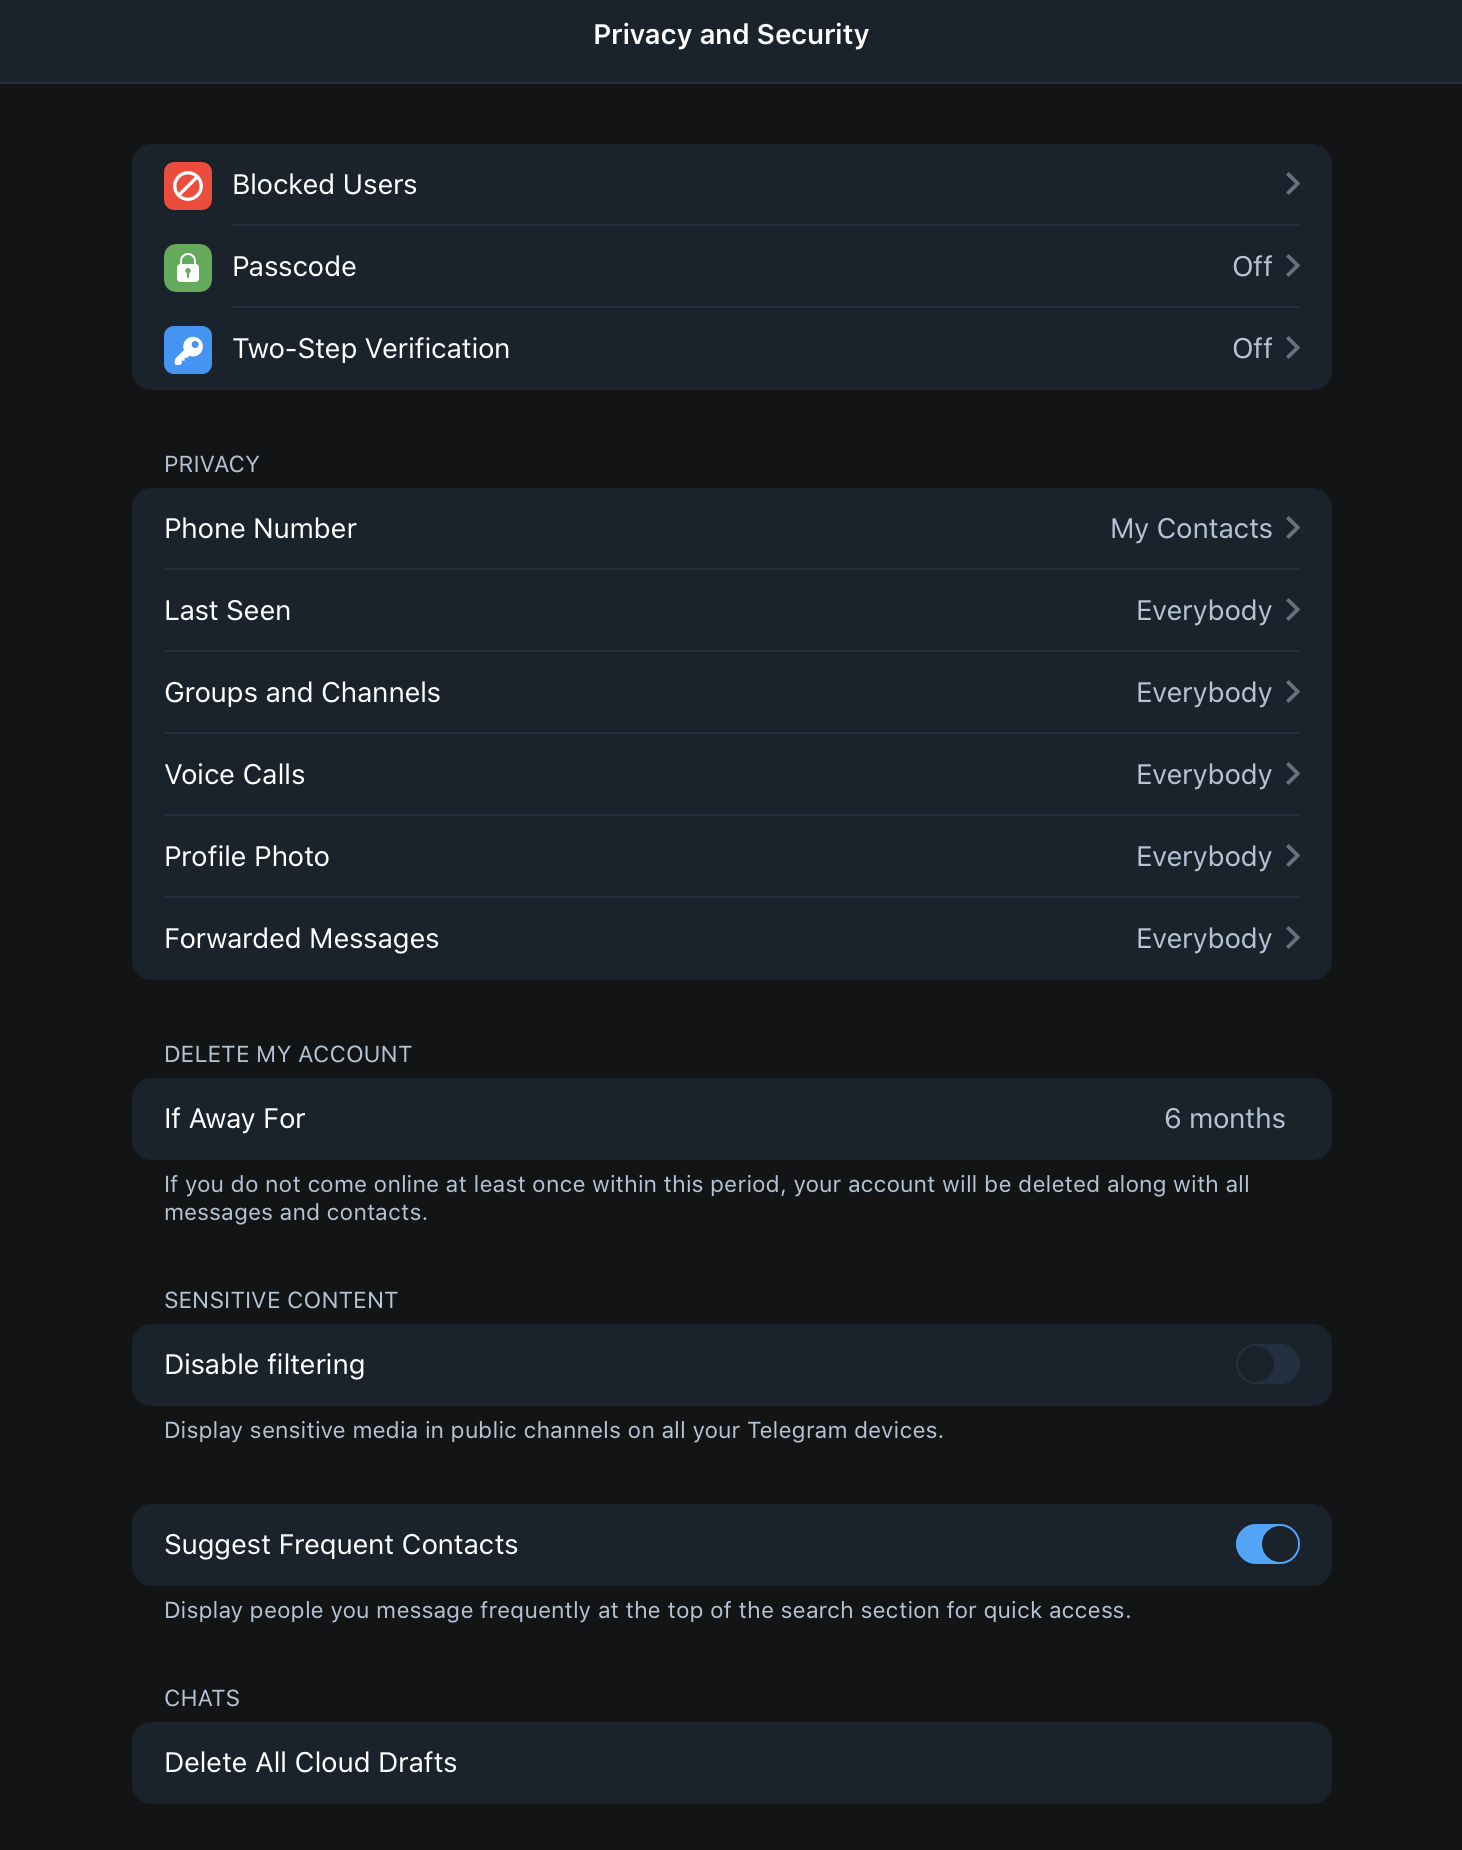 Privacy and Security
Blocked Users
Passcode Off
Two-Step Verification Off
PRIVACY
Phone Number My Contacts
Last Seen Everybody
Groups and Channels Everybody
Voice Calls Everybody
Profile Photo Everybody
Forwarded Messages Everybody
DELETE MY ACCOUNT
If Away For 6 months
If you do not come online at least once within this period, your account will be deleted along with all
messages and contacts.
SENSITIVE CONTENT
Disable filtering
Display sensitive media in public channels on all your Telegram devices.
Suggest Frequent Contacts
Display people you message frequently at the top of the search section for quick access.
CHATS
Delete All Cloud Drafts